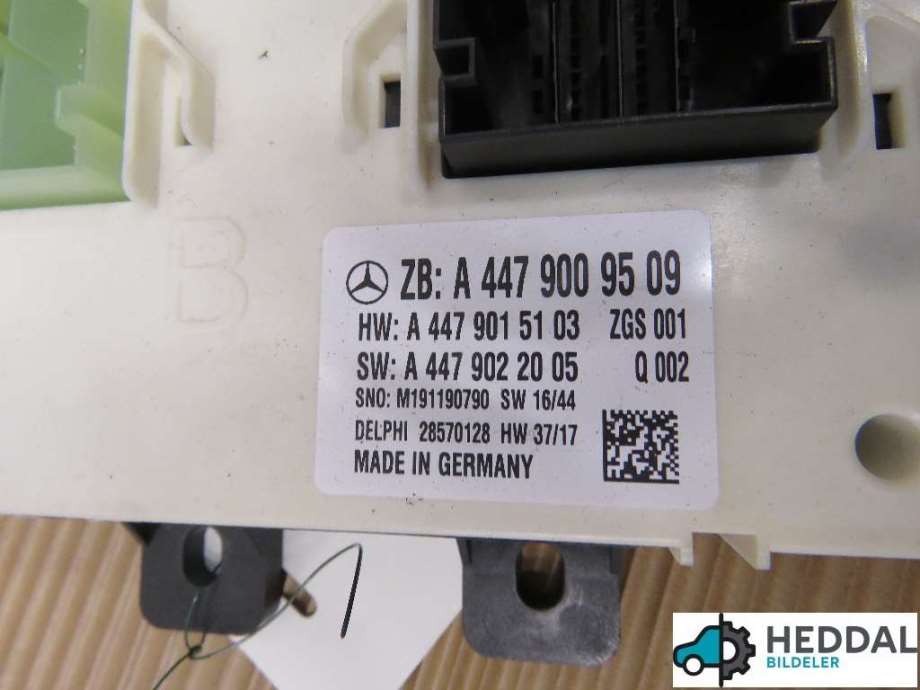 B
ZB: A 447 900 95 09
HW: A 447 901 51 03 ZGS 001
SW: A 447 902 20 05 Q 002
SNO: M191190790 SW 16/44
DELPHI 28570128 HW 37/17
MADE IN GERMANY
HEDDAL
BILDELER